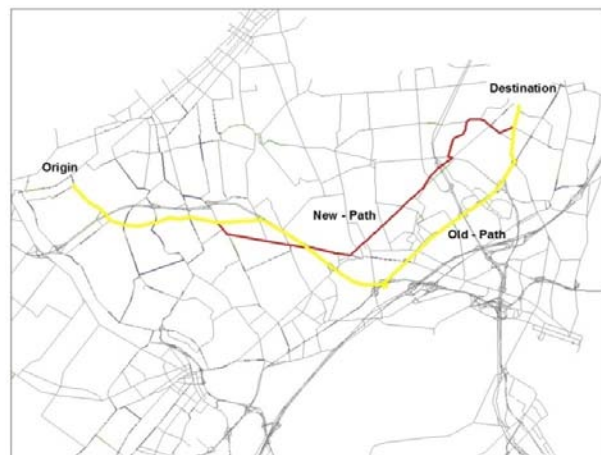 Destination
Origin
New - Path
Old - Path